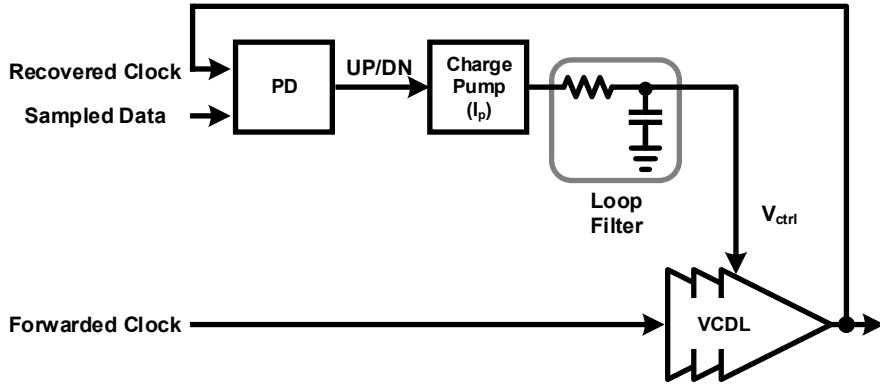 Recovered Clock
Sampled Data
PD
UP/DN
Charge
Pump
(Ip)
Loop
Filter
Vctrl
Forwarded Clock
VCDL